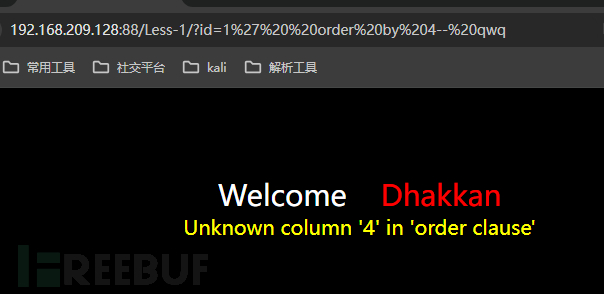 192.168.209.128:88/Less-1/?id=1%27%20%20order%20by%204--%20qwq
常用工具 社交平台 kali 解析工具
Welcome Dhakkan
Unknown column '4' in 'order clause'
FREEBUF